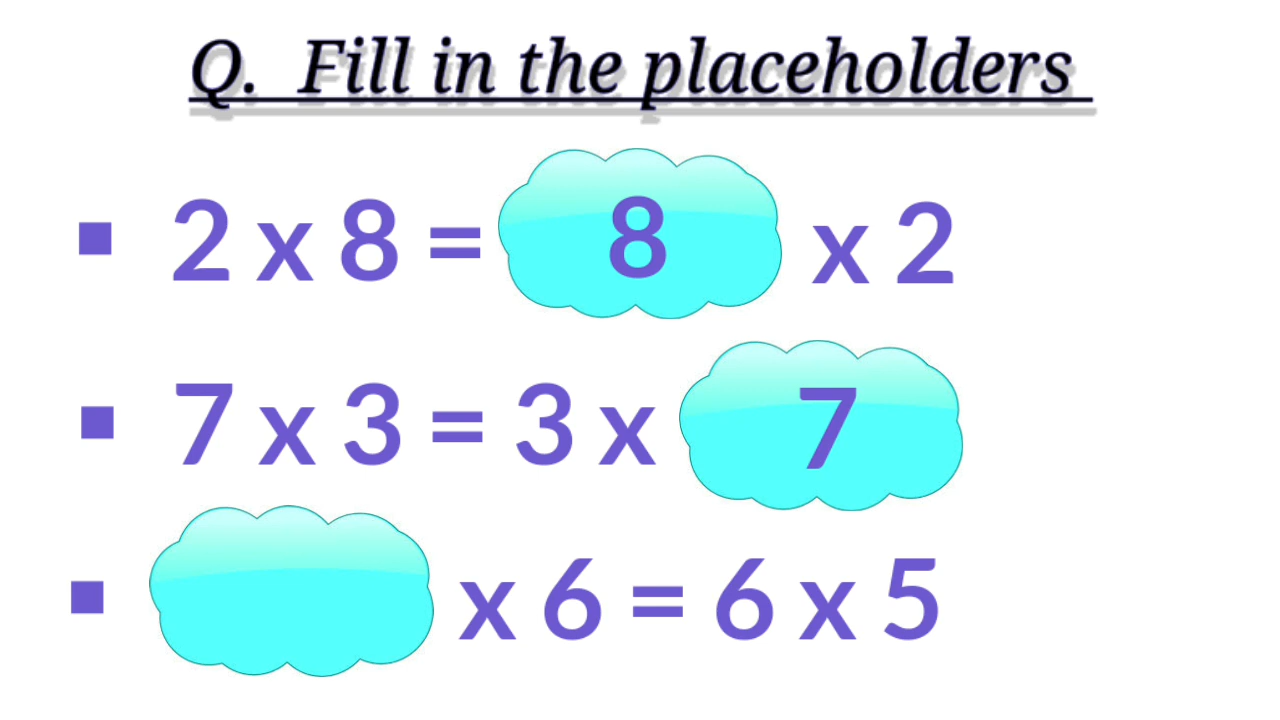 Q. Fill in the placeholders
▪ 2 x 8 = 8 x 2
▪ 7 x 3 = 3 x 7
▪ x 6 = 6 x 5